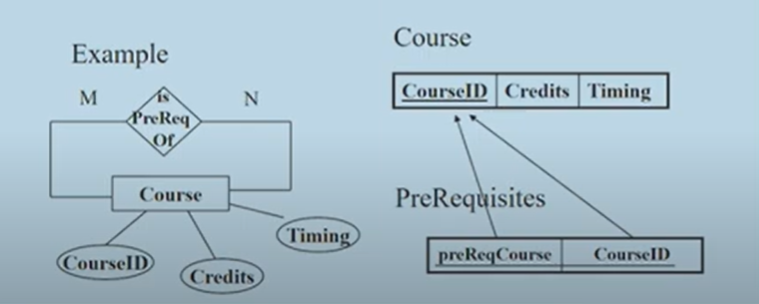 Example
M
is
PreReq
Of
N
Course
CourseID
Credits
Timing
Course
CourseID Credits Timing
PreRequisites
preReqCourse CourseID